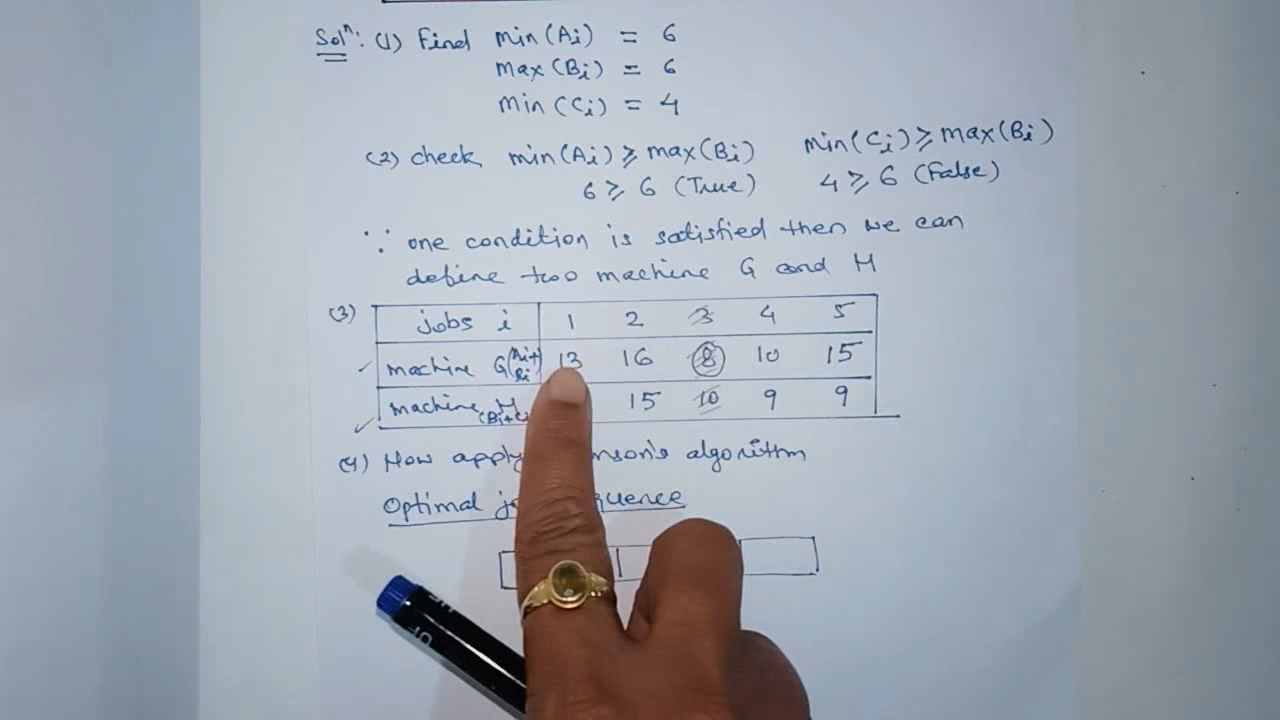 Solⁿ: (1) Find min(Ai) = 6
max(Bi) = 6
min(Ci) = 4
(2) check min(Ai) ≥ max(Bi) min(Ci) ≥ max(Bi)
6 ≥ 6 (True) 4 ≥ 6 (False)
∵ one condition is satisfied then we can
define two machine G and H
(3) jobs i 1 2 3 4 5
✓ machine G(Ai+Bi) 13 16 8 10 15
✓ machine H 15 10 9 9
(4) Now apply algorithm
Optimal